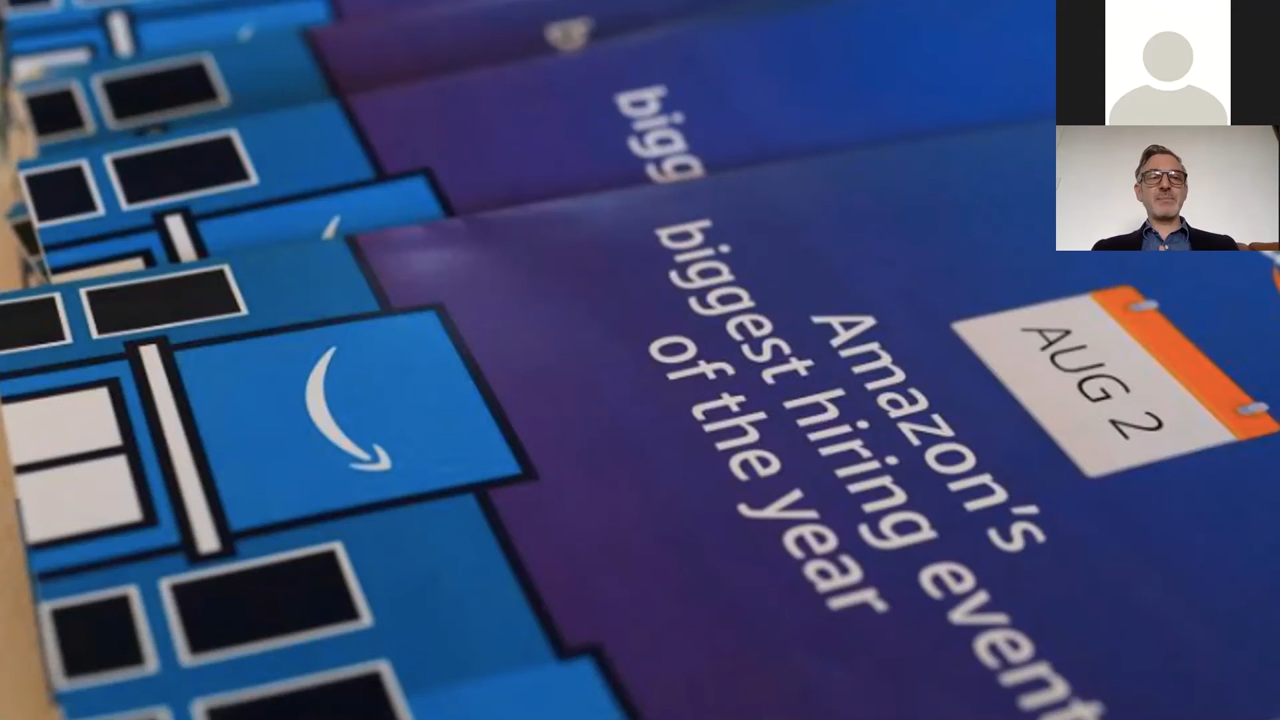 bigg
Amazon's
biggest hiring event
of the year
AUG 2